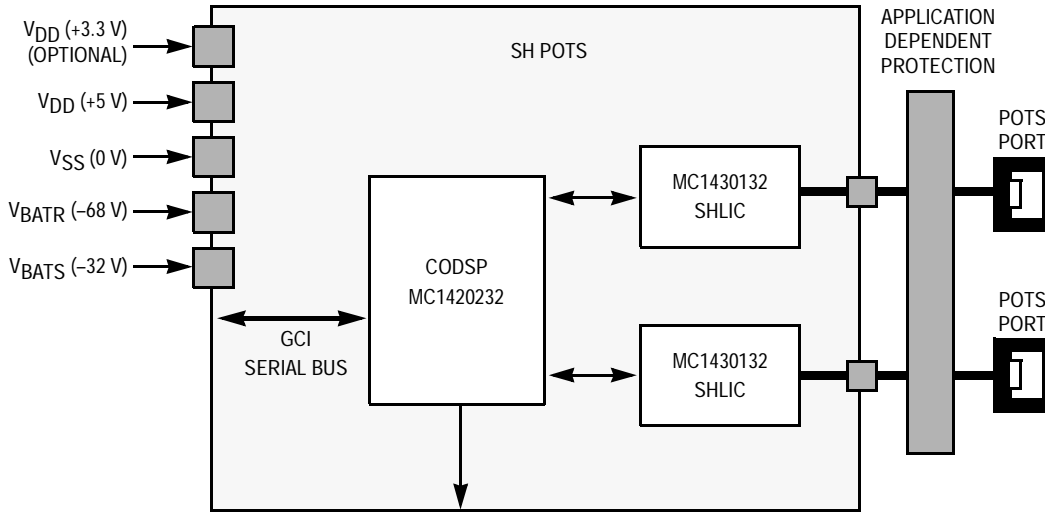 VDD (+3.3 V)
(OPTIONAL)
VDD (+5 V)
VSS (0 V)
VBATR (–68 V)
VBATS (–32 V)
SH POTS
APPLICATION
DEPENDENT
PROTECTION
POTS
PORT
MC1430132
SHLIC
CODSP
MC1420232
GCI
SERIAL BUS
MC1430132
SHLIC
POTS
PORT